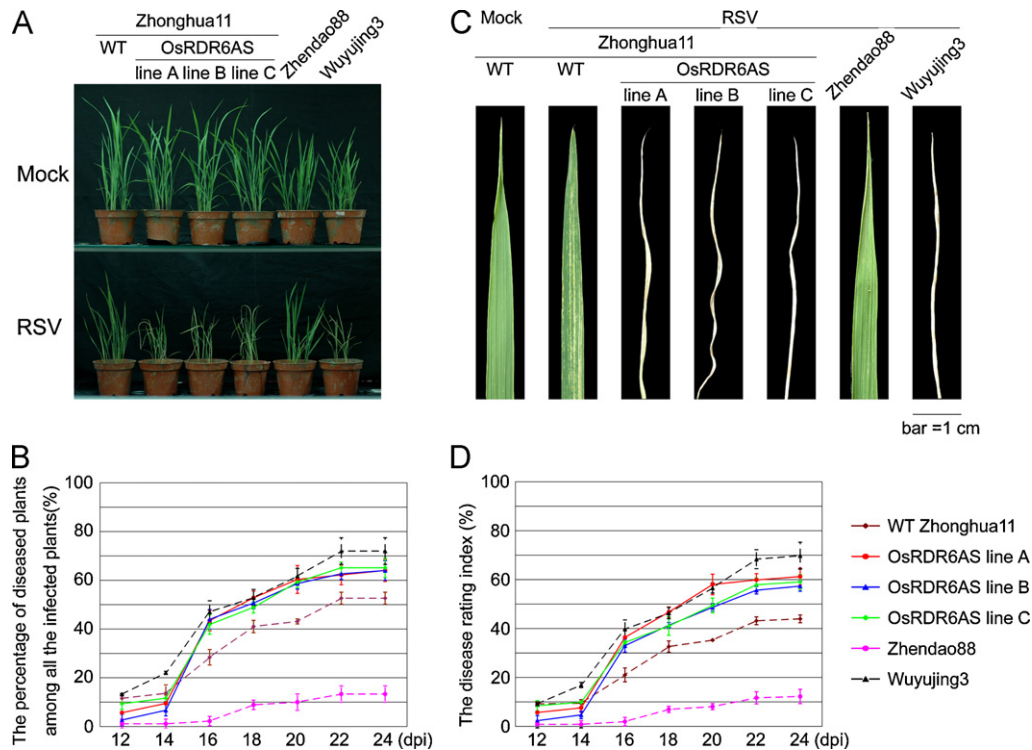 A
Zhonghua11
WT OsRDR6AS
line A line B line C Zhendao88 Wuyujing3
Mock
RSV
C
Mock RSV
Zhonghua11
WT WT OsRDR6AS
line A line B line C Zhendao88 Wuyujing3
bar =1 cm
B
The percentage of diseased plants
among all the infected plants(%)
100
80
60
40
20
0
12 14 16 18 20 22 24 (dpi)
D
The disease rating index (%)
100
80
60
40
20
0
12 14 16 18 20 22 24 (dpi)
WT Zhonghua11
OsRDR6AS line A
OsRDR6AS line B
OsRDR6AS line C
Zhendao88
Wuyujing3